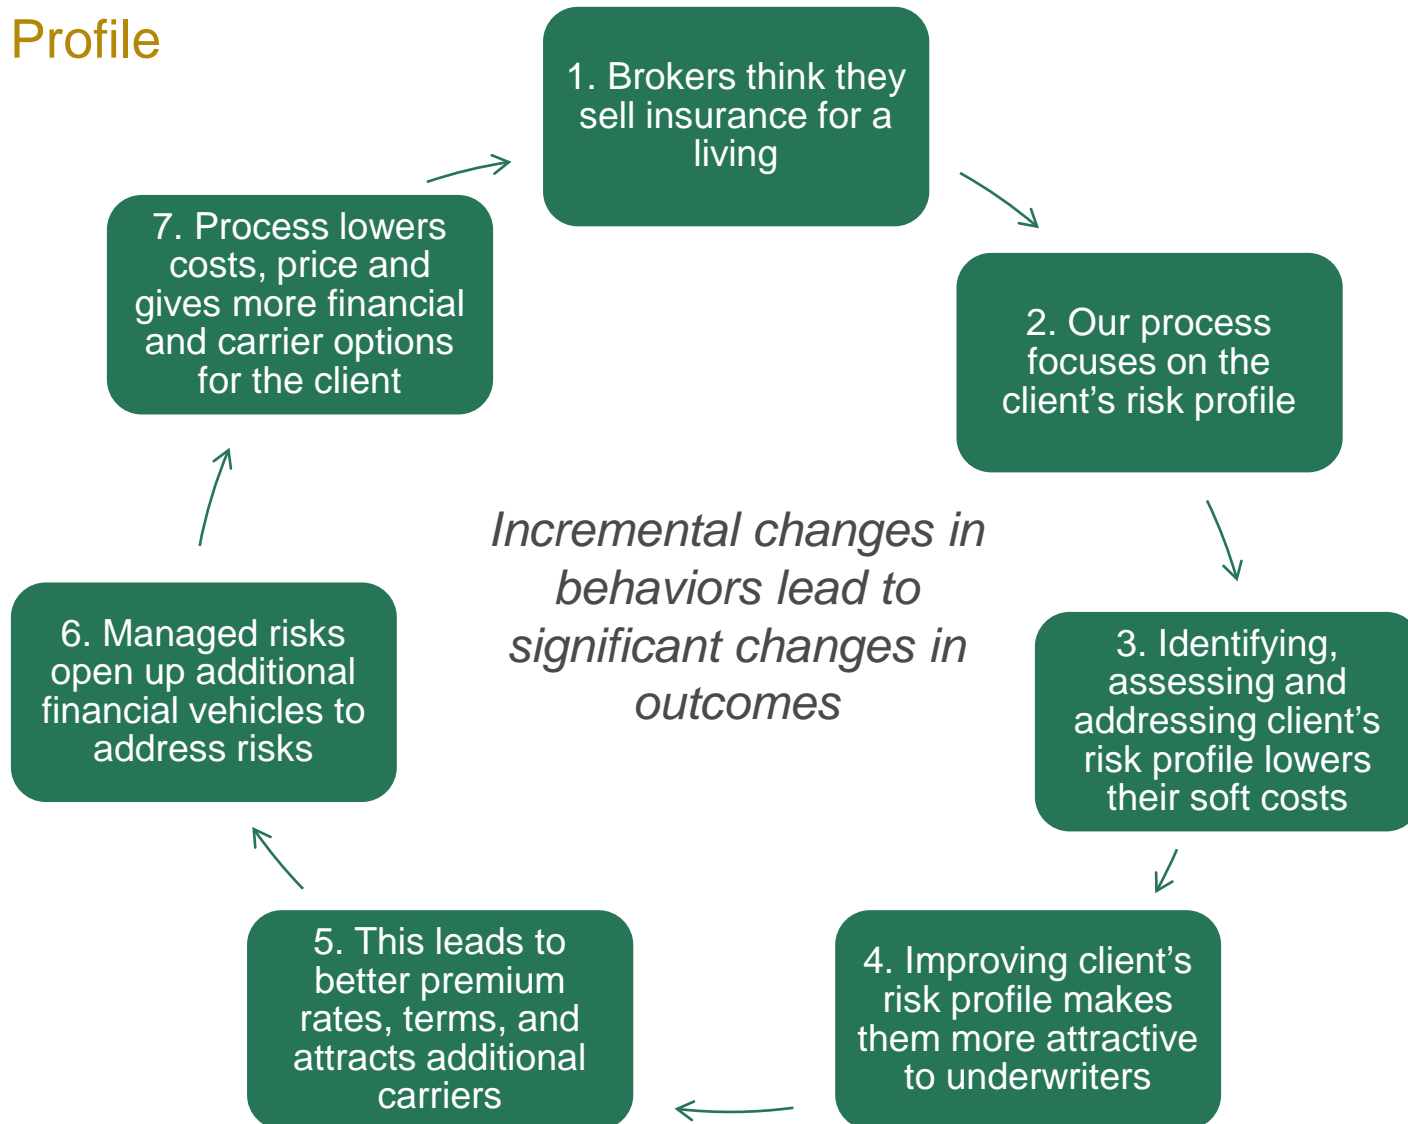 Profile
1. Brokers think they
sell insurance for a
living
2. Our process
focuses on the
client’s risk profile
3. Identifying,
assessing and
addressing client’s
risk profile lowers
their soft costs
4. Improving client’s
risk profile makes
them more attractive
to underwriters
5. This leads to
better premium
rates, terms, and
attracts additional
carriers
6. Managed risks
open up additional
financial vehicles to
address risks
7. Process lowers
costs, price and
gives more financial
and carrier options
for the client
Incremental changes in
behaviors lead to
significant changes in
outcomes